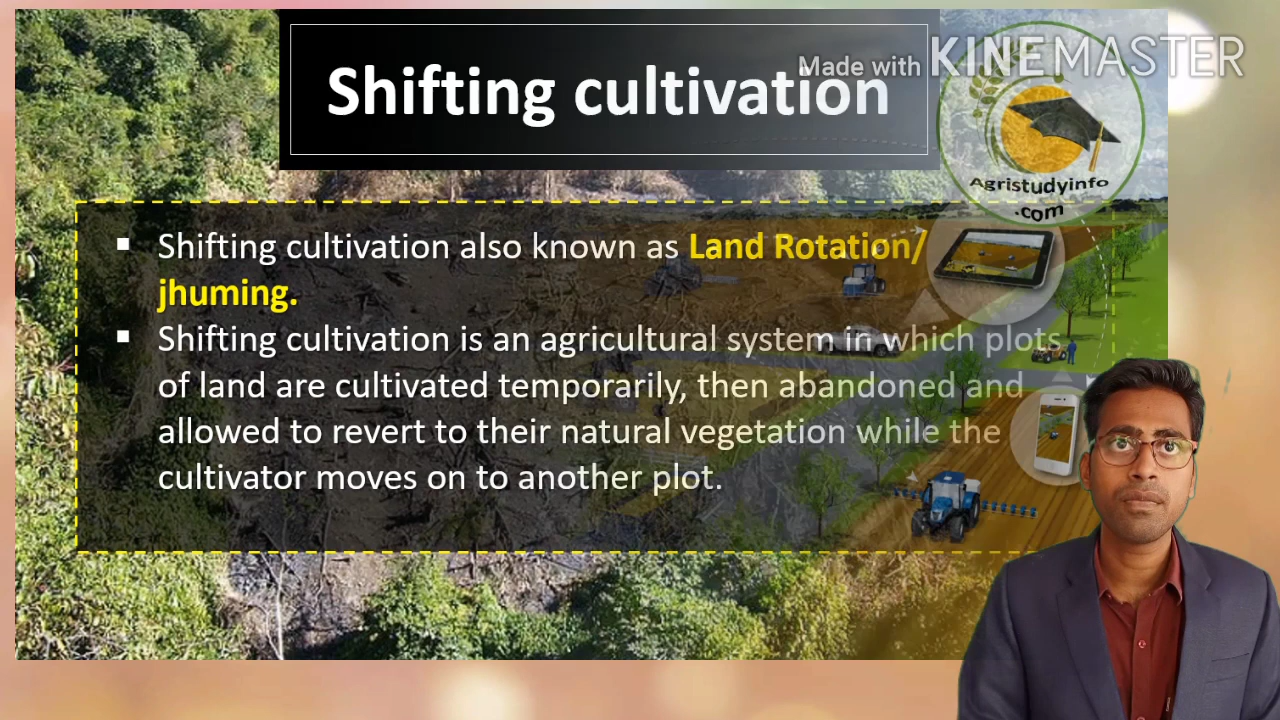 Shifting cultivation
Made with KINEMASTER
Agristudyinfo
.com
▪ Shifting cultivation also known as Land Rotation/
jhuming.
▪ Shifting cultivation is an agricultural system in which plots
of land are cultivated temporarily, then abandoned and
allowed to revert to their natural vegetation while the
cultivator moves on to another plot.